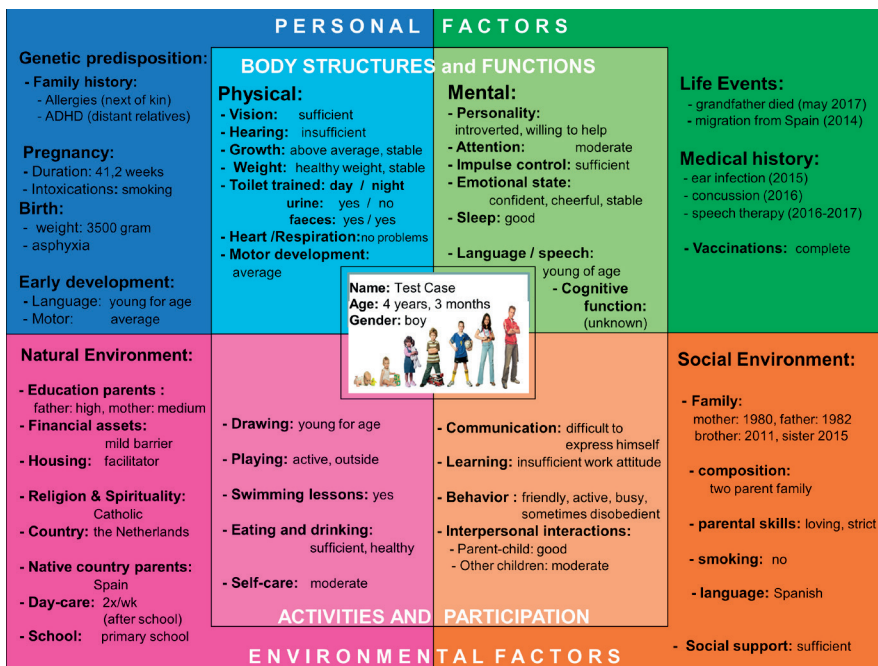 PERSONAL FACTORS
Genetic predisposition:
- Family history:
- Allergies (next of kin)
- ADHD (distant relatives)
Pregnancy:
- Duration: 41,2 weeks
- Intoxications: smoking
Birth:
- weight: 3500 gram
- asphyxia
Early development:
- Language: young for age
- Motor: average
BODY STRUCTURES and FUNCTIONS
Physical:
- Vision: sufficient
- Hearing: insufficient
- Growth: above average, stable
- Weight: healthy weight, stable
- Toilet trained: day / night
urine: yes / no
faeces: yes / yes
- Heart /Respiration: no problems
- Motor development:
average
Mental:
- Personality:
introverted, willing to help
- Attention: moderate
- Impulse control: sufficient
- Emotional state:
confident, cheerful, stable
- Sleep: good
- Language / speech:
young of age
- Cognitive
function:
(unknown)
Life Events:
- grandfather died (may 2017)
- migration from Spain (2014)
Medical history:
- ear infection (2015)
- concussion (2016)
- speech therapy (2016-2017)
- Vaccinations: complete
Name: Test Case
Age: 4 years, 3 months
Gender: boy
Natural Environment:
- Education parents :
father: high, mother: medium
- Financial assets:
mild barrier
- Housing: facilitator
- Religion & Spirituality:
Catholic
- Country: the Netherlands
- Native country parents:
Spain
- Day-care: 2x/wk
(after school)
- School: primary school
- Drawing: young for age
- Playing: active, outside
- Swimming lessons: yes
- Eating and drinking:
sufficient, healthy
- Self-care: moderate
- Communication: difficult to
express himself
- Learning: insufficient work attitude
- Behavior : friendly, active, busy,
sometimes disobedient
- Interpersonal interactions:
- Parent-child: good
- Other children: moderate
ACTIVITIES AND PARTICIPATION
Social Environment:
- Family:
mother: 1980, father: 1982
brother: 2011, sister 2015
- composition:
two parent family
- parental skills: loving, strict
- smoking: no
- language: Spanish
- Social support: sufficient
ENVIRONMENTAL FACTORS